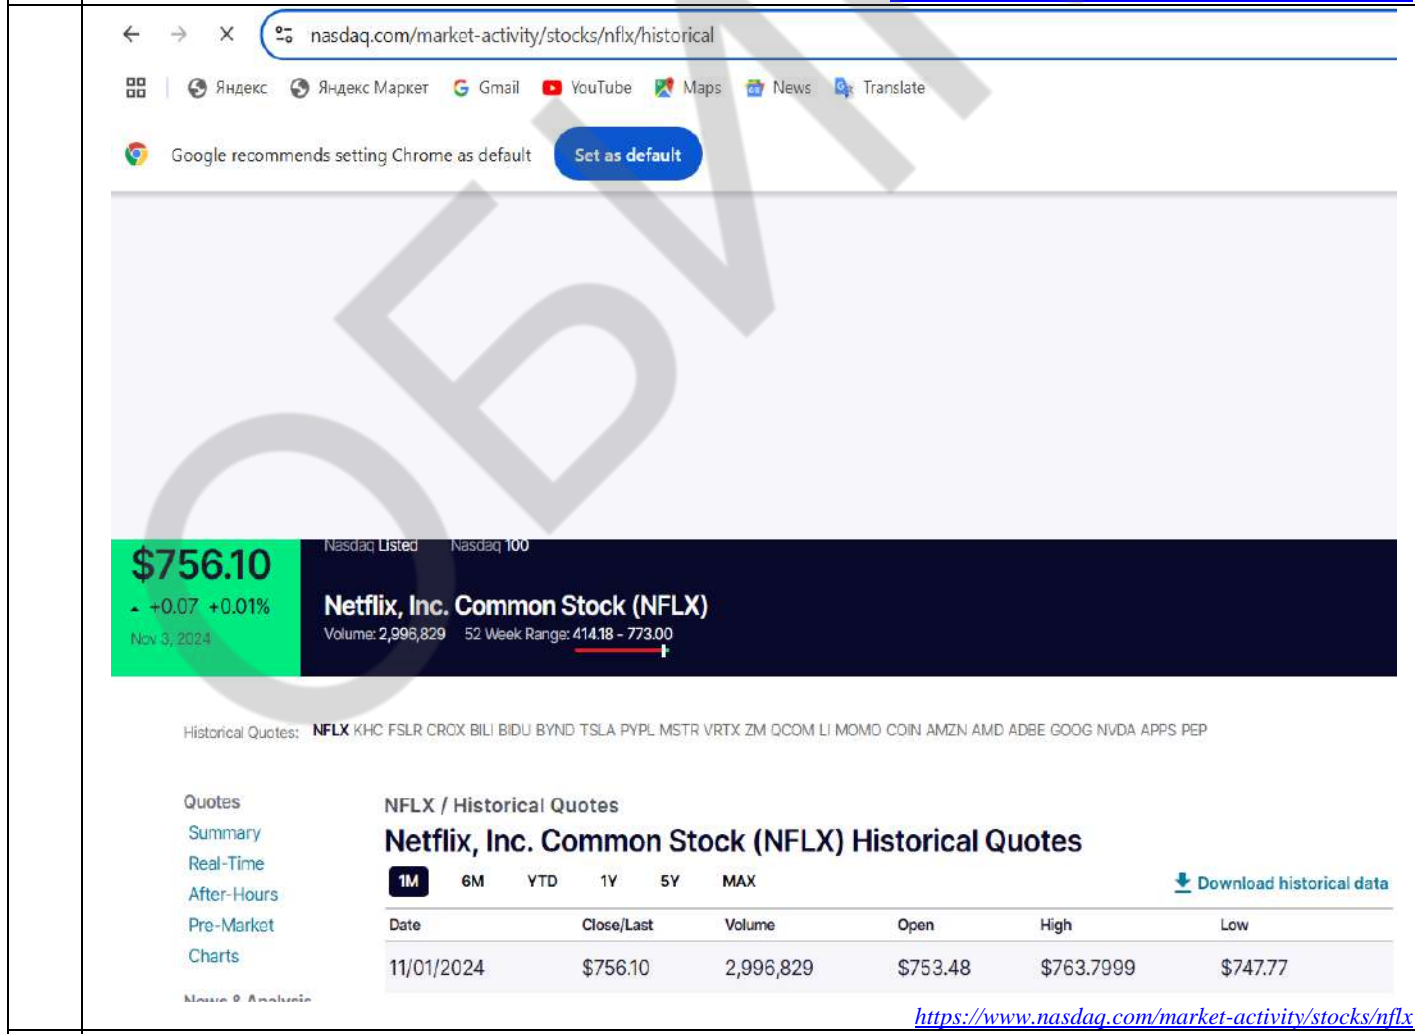 nasdaq.com/market-activity/stocks/nflx/historical
Яндекс Яндекс Маркет Gmail YouTube Maps News Translate
Google recommends setting Chrome as default Set as default
ОБИ
$756.10
+0.07 +0.01%
Nov 3, 2024
Nasdaq Listed Nasdaq 100
Netflix, Inc. Common Stock (NFLX)
Volume: 2,996,829 52 Week Range: 414.18 - 773.00
Historical Quotes: NFLX KHC FSLR CROX BILI BIDU BYND TSLA PYPL MSTR VRTX ZM QCOM LI MOMO COIN AMZN AMD ADBE GOOG NVDA APPS PEP
Quotes
Summary
Real-Time
After-Hours
Pre-Market
Charts
News & Analysis
NFLX / Historical Quotes
Netflix, Inc. Common Stock (NFLX) Historical Quotes
1M 6M YTD 1Y 5Y MAX Download historical data
Date Close/Last Volume Open High Low
11/01/2024 $756.10 2,996,829 $753.48 $763.7999 $747.77
https://www.nasdaq.com/market-activity/stocks/nflx